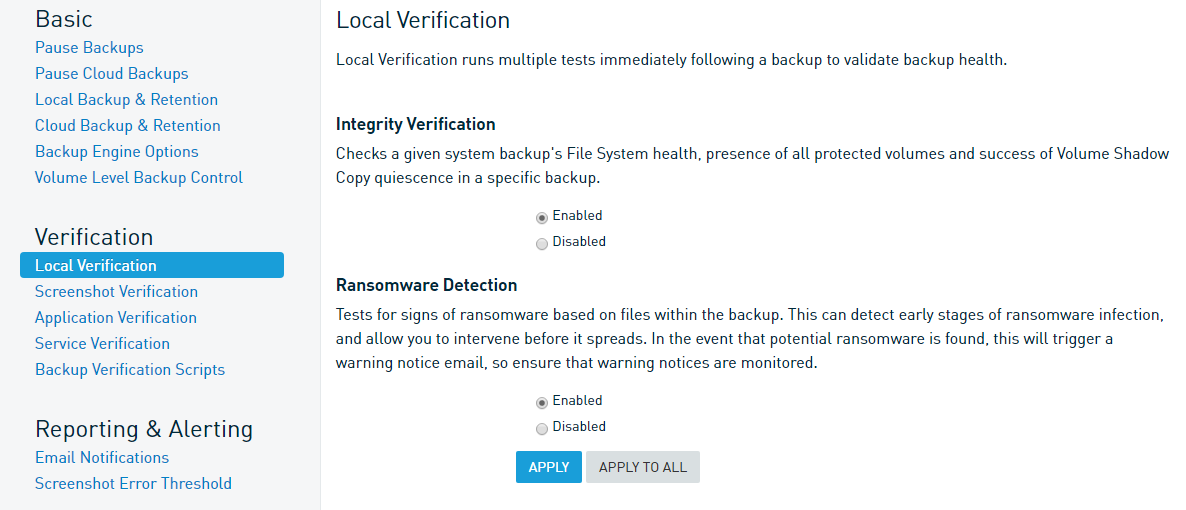 Basic
Pause Backups
Pause Cloud Backups
Local Backup & Retention
Cloud Backup & Retention
Backup Engine Options
Volume Level Backup Control
Verification
Local Verification
Screenshot Verification
Application Verification
Service Verification
Backup Verification Scripts
Reporting & Alerting
Email Notifications
Screenshot Error Threshold
Local Verification
Local Verification runs multiple tests immediately following a backup to validate backup health.
Integrity Verification
Checks a given system backup's File System health, presence of all protected volumes and success of Volume Shadow
Copy quiescence in a specific backup.
Enabled
Disabled
Ransomware Detection
Tests for signs of ransomware based on files within the backup. This can detect early stages of ransomware infection,
and allow you to intervene before it spreads. In the event that potential ransomware is found, this will trigger a
warning notice email, so ensure that warning notices are monitored.
Enabled
Disabled
APPLY
APPLY TO ALL